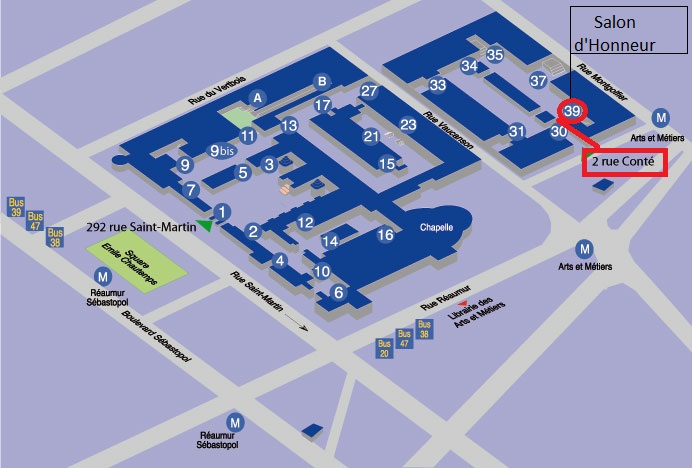 Salon
d'Honneur
35
34
37
33
39
30
31
2 rue Conté
Rue Montgolfier
M
Arts et Métiers
Rue du Vertbois
A
B
27
17
13
11
21
23
15
9bis
9
5
3
7
1
2
12
14
16
4
10
6
Chapelle
Rue Vaucanson
292 rue Saint-Martin
Bus
39
Bus
47
Bus
38
Square
Emile Chautemps
M
Réaumur
Sébastopol
Boulevard Sébastopol
Rue Saint-Martin
Rue Réaumur
Librairie des
Arts et Métiers
Bus
38
Bus
47
Bus
20
M
Arts et Métiers
M
Réaumur
Sébastopol